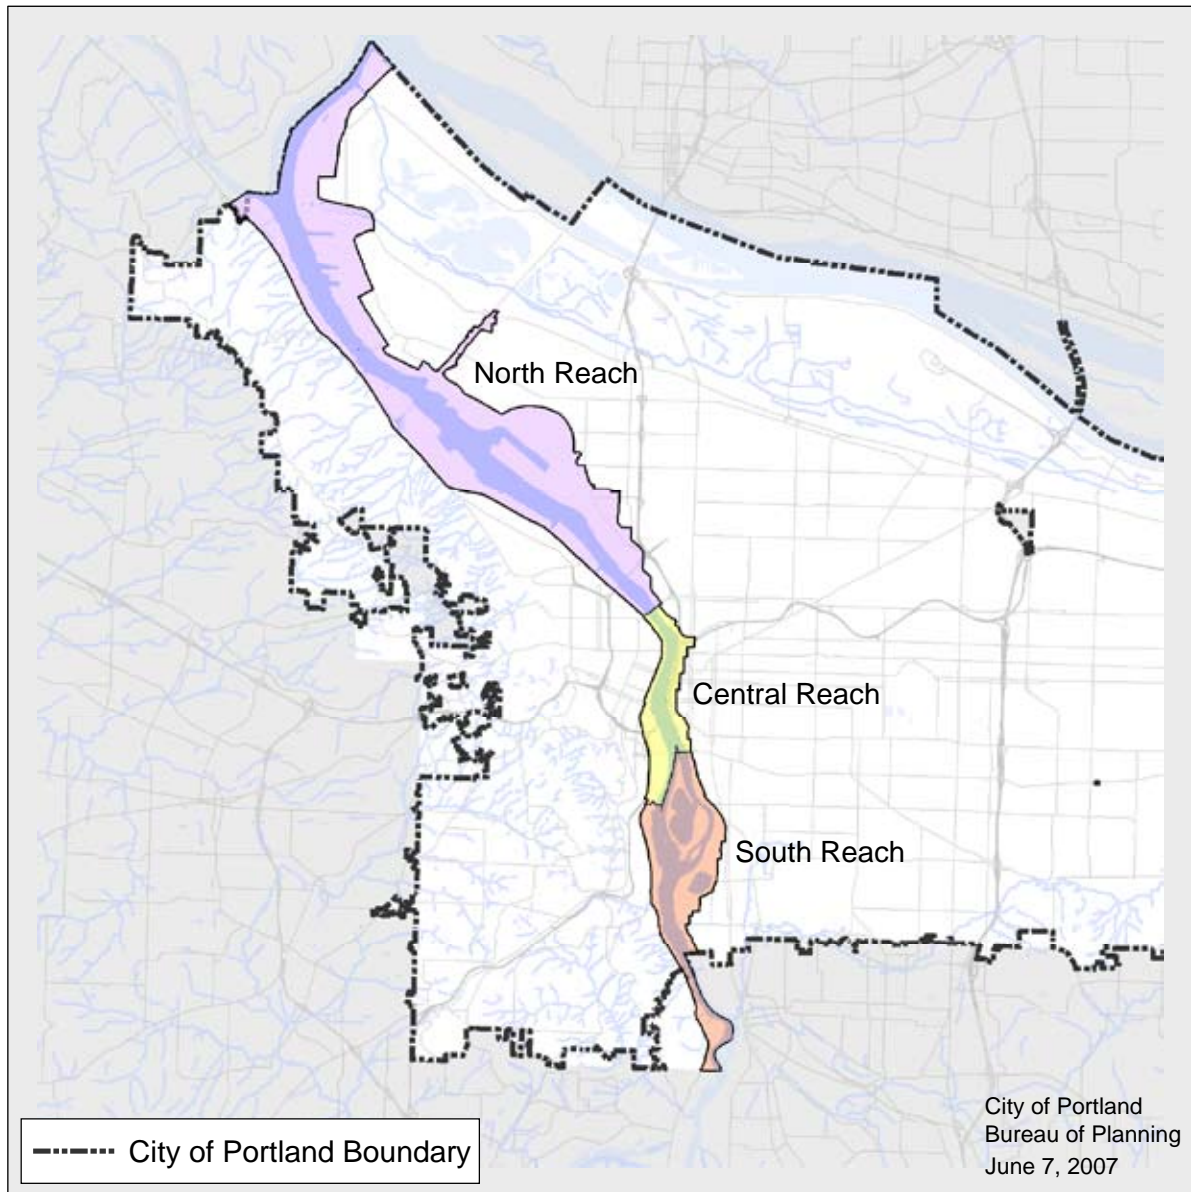 North Reach
Central Reach
South Reach
City of Portland Boundary
City of Portland
Bureau of Planning
June 7, 2007